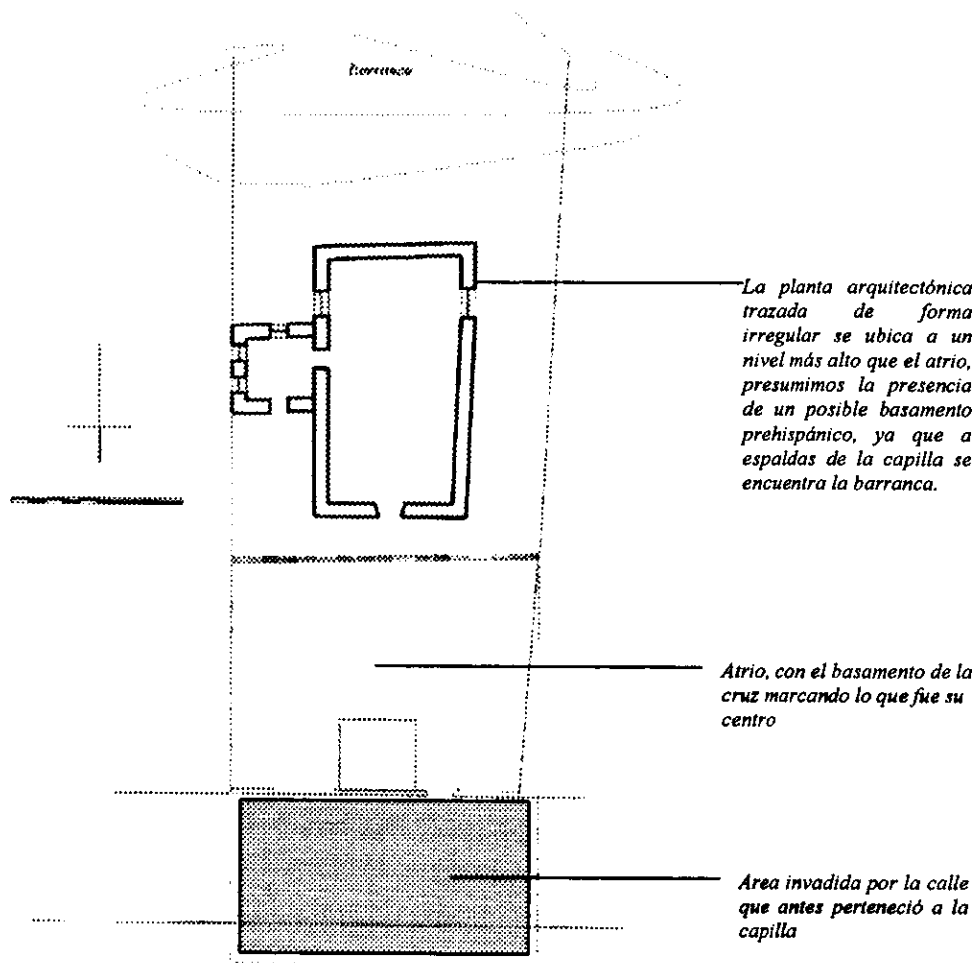 Barranca
La planta arquitectónica
trazada de forma
irregular se ubica a un
nivel más alto que el atrio,
presumimos la presencia
de un posible basamento
prehispánico, ya que a
espaldas de la capilla se
encuentra la barranca.
Atrio, con el basamento de la
cruz marcando lo que fue su
centro
Area invadida por la calle
que antes perteneció a la
capilla